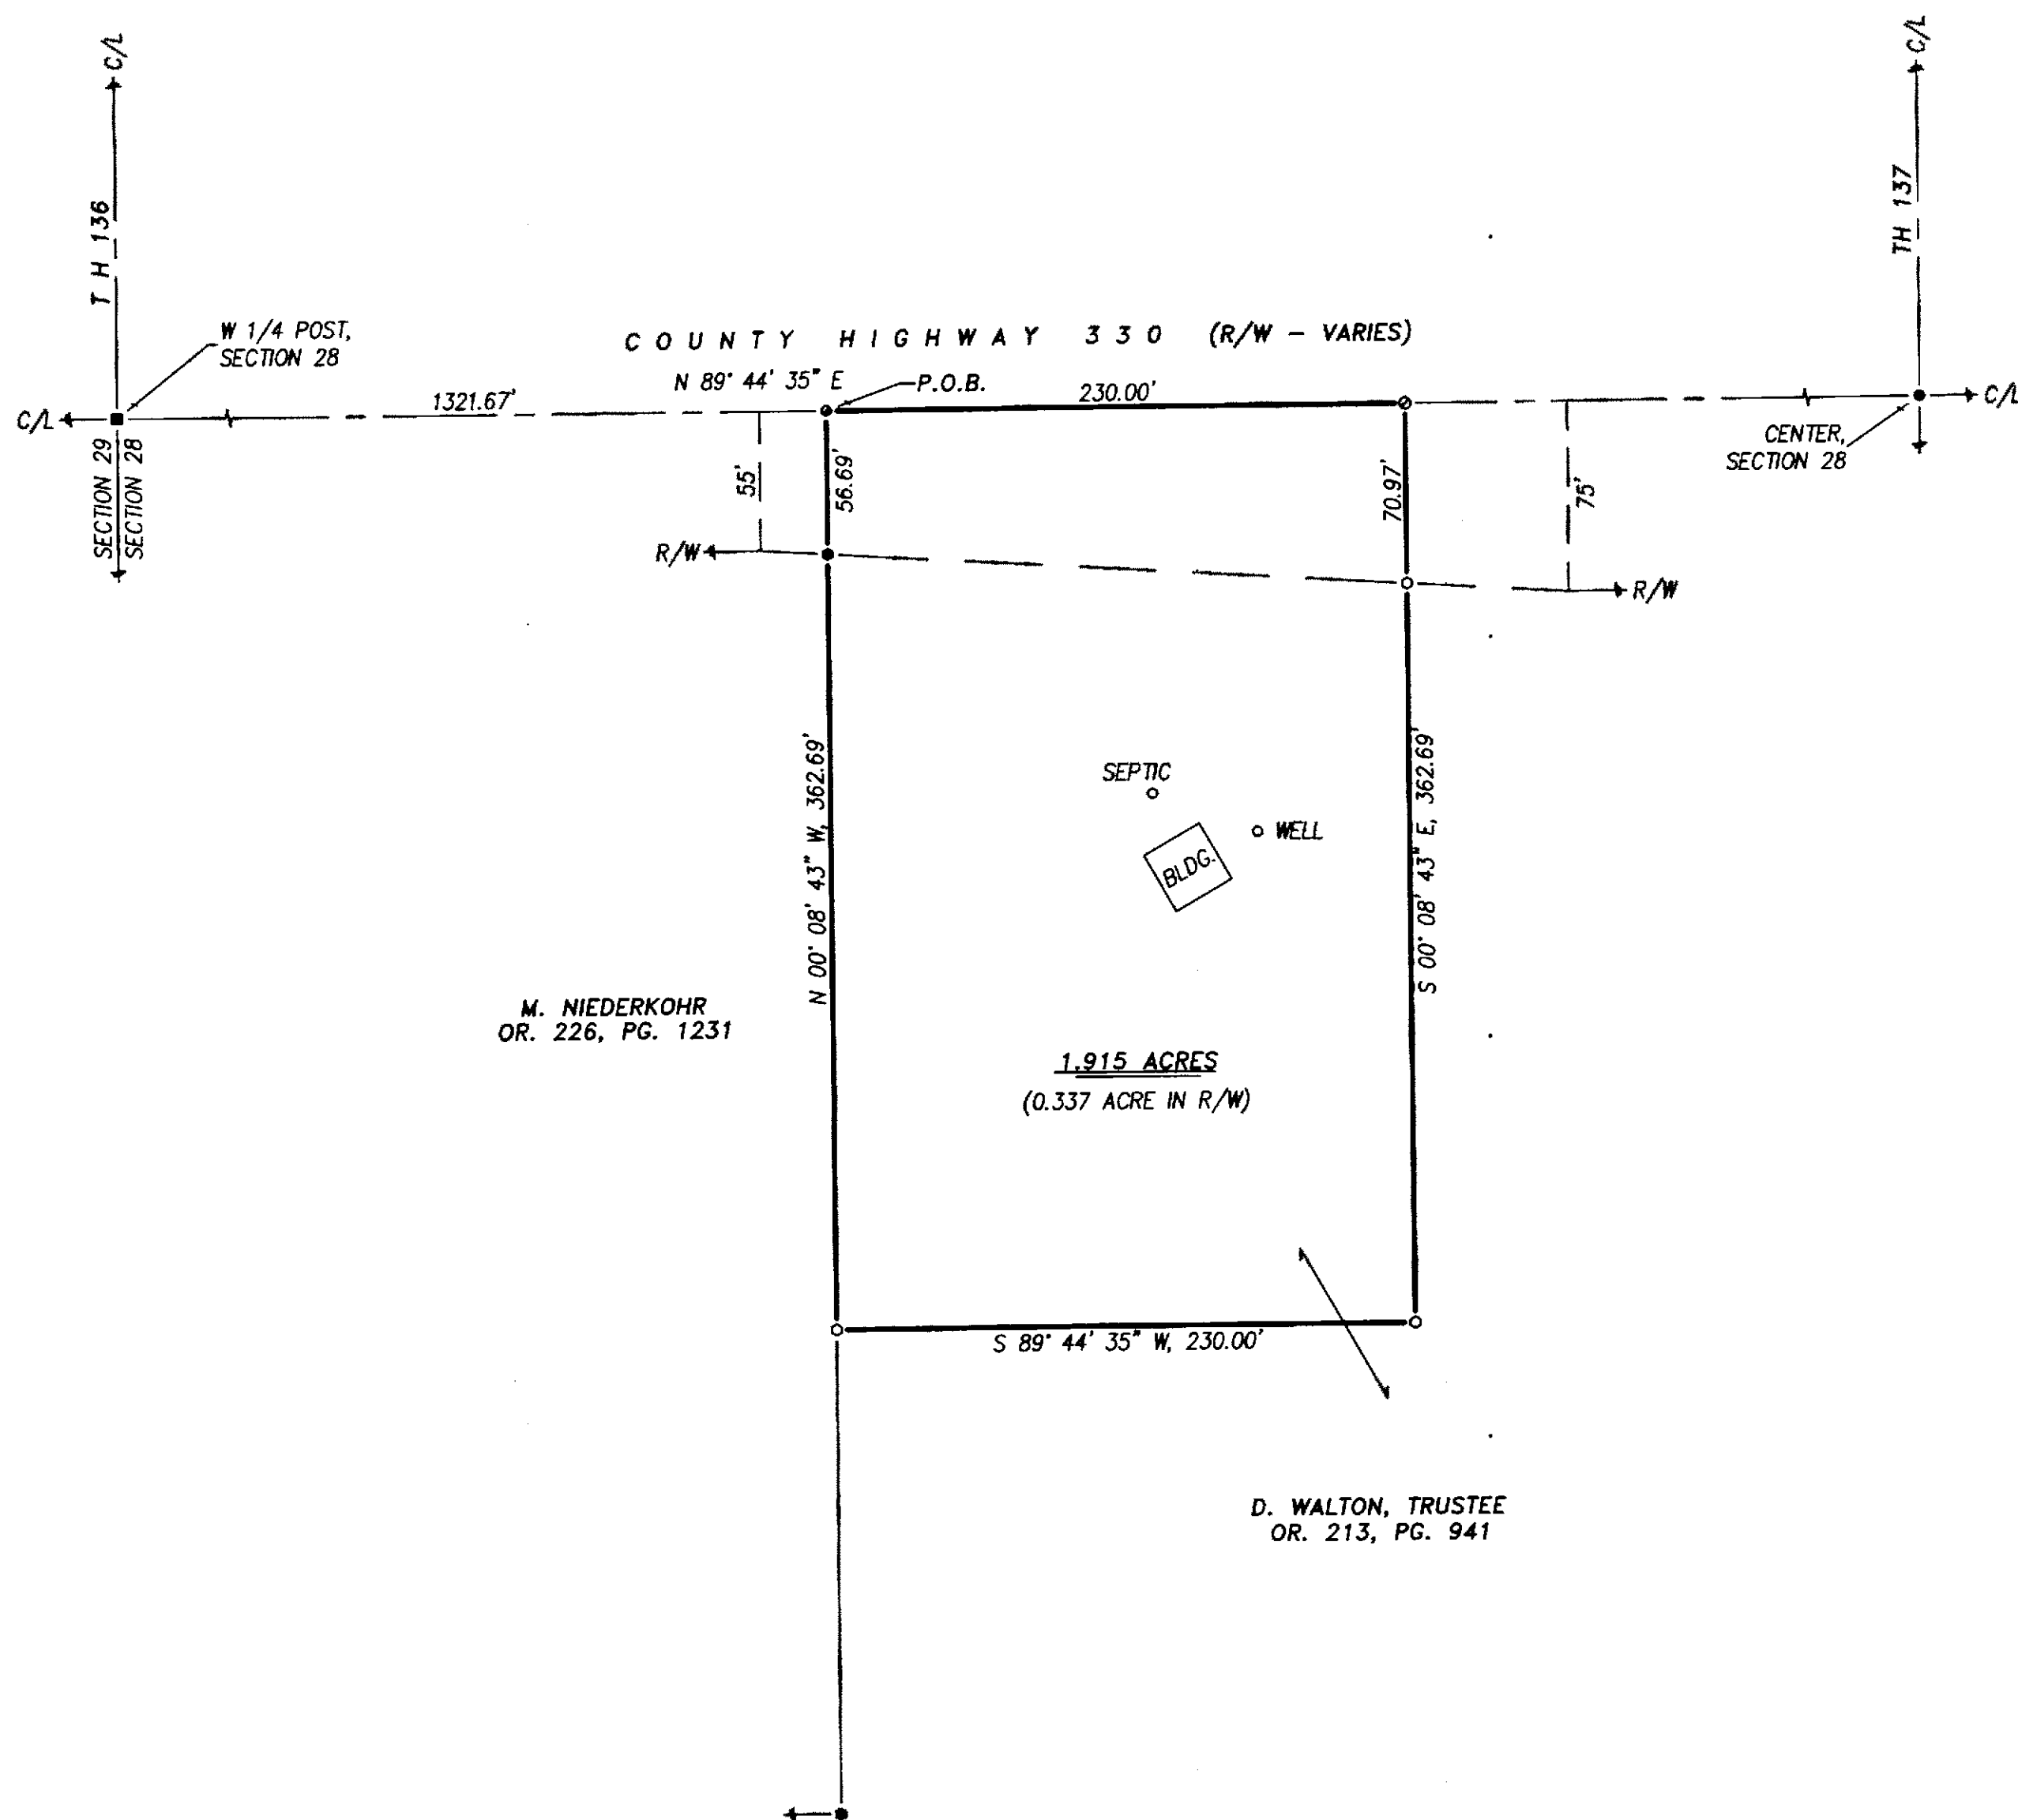 C/L
C/L
T H 136
TH 137
W 1/4 POST,
SECTION 28
COUNTY HIGHWAY 330 (R/W - VARIES)
N 89° 44' 35" E
P.O.B.
1321.67'
230.00'
C/L
C/L
CENTER,
SECTION 28
SECTION 29
SECTION 28
55'
56.69'
70.97'
75'
R/W
R/W
N 00° 08' 43" W, 362.69'
S 00° 08' 43" E, 362.69'
SEPTIC
WELL
BLDG.
M. NIEDERKOHR
OR. 226, PG. 1231
1.915 ACRES
(0.337 ACRE IN R/W)
S 89° 44' 35" W, 230.00'
D. WALTON, TRUSTEE
OR. 213, PG. 941